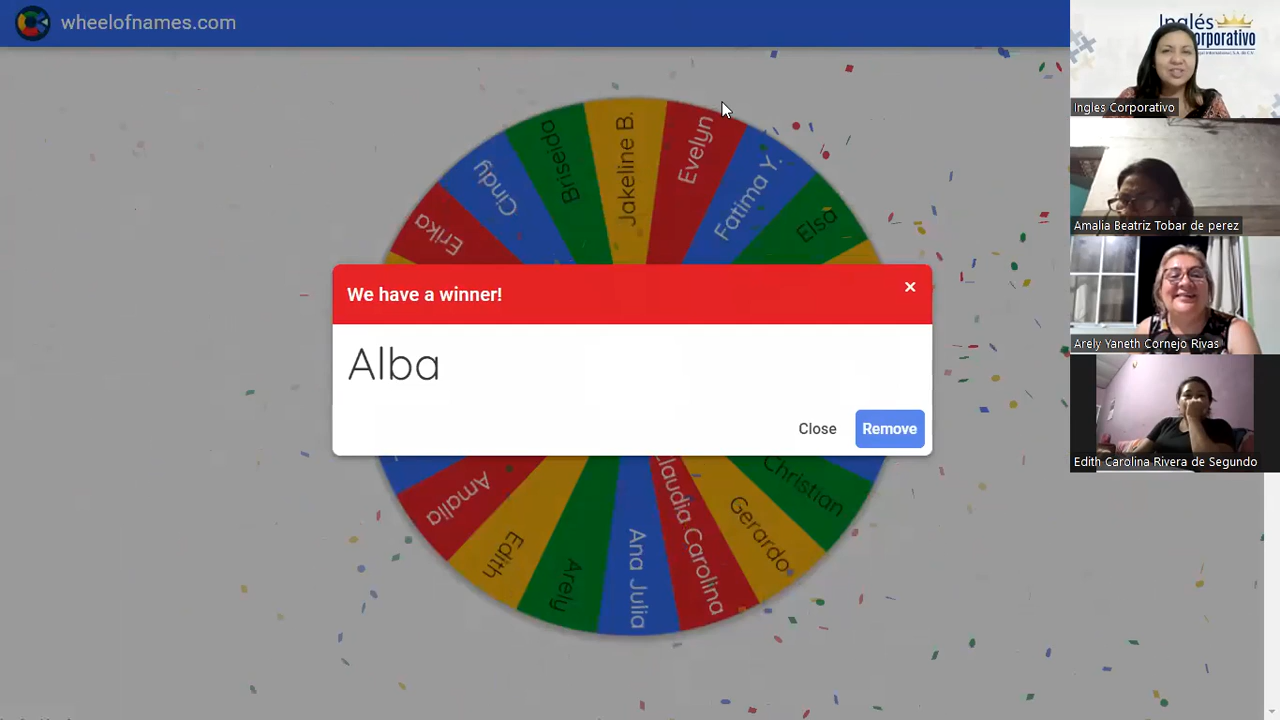 wheelofnames.com
Inglés
Corporativo
Ingles Corporativo
Amalia Beatriz Tobar de perez
Arely Yaneth Cornejo Rivas
Edith Carolina Rivera de Segundo
Erika
Cindy
Briseida
Jakeline B.
Evelyn
Fatima Y.
Elsa
We have a winner!
Alba
Close
Remove
Amalia
Edith
Arely
Ana Julia
Claudia Carolina
Gerardo
Christian